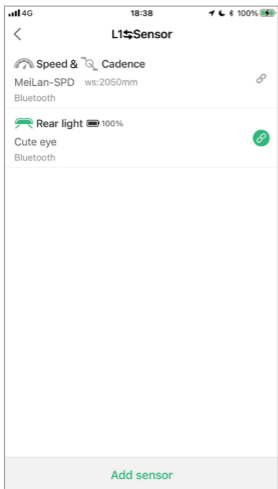 4G 18:38 100%
L1⇆Sensor
Speed & Cadence
MeiLan-SPD ws:2050mm
Bluetooth
Rear light 100%
Cute eye
Bluetooth
Add sensor